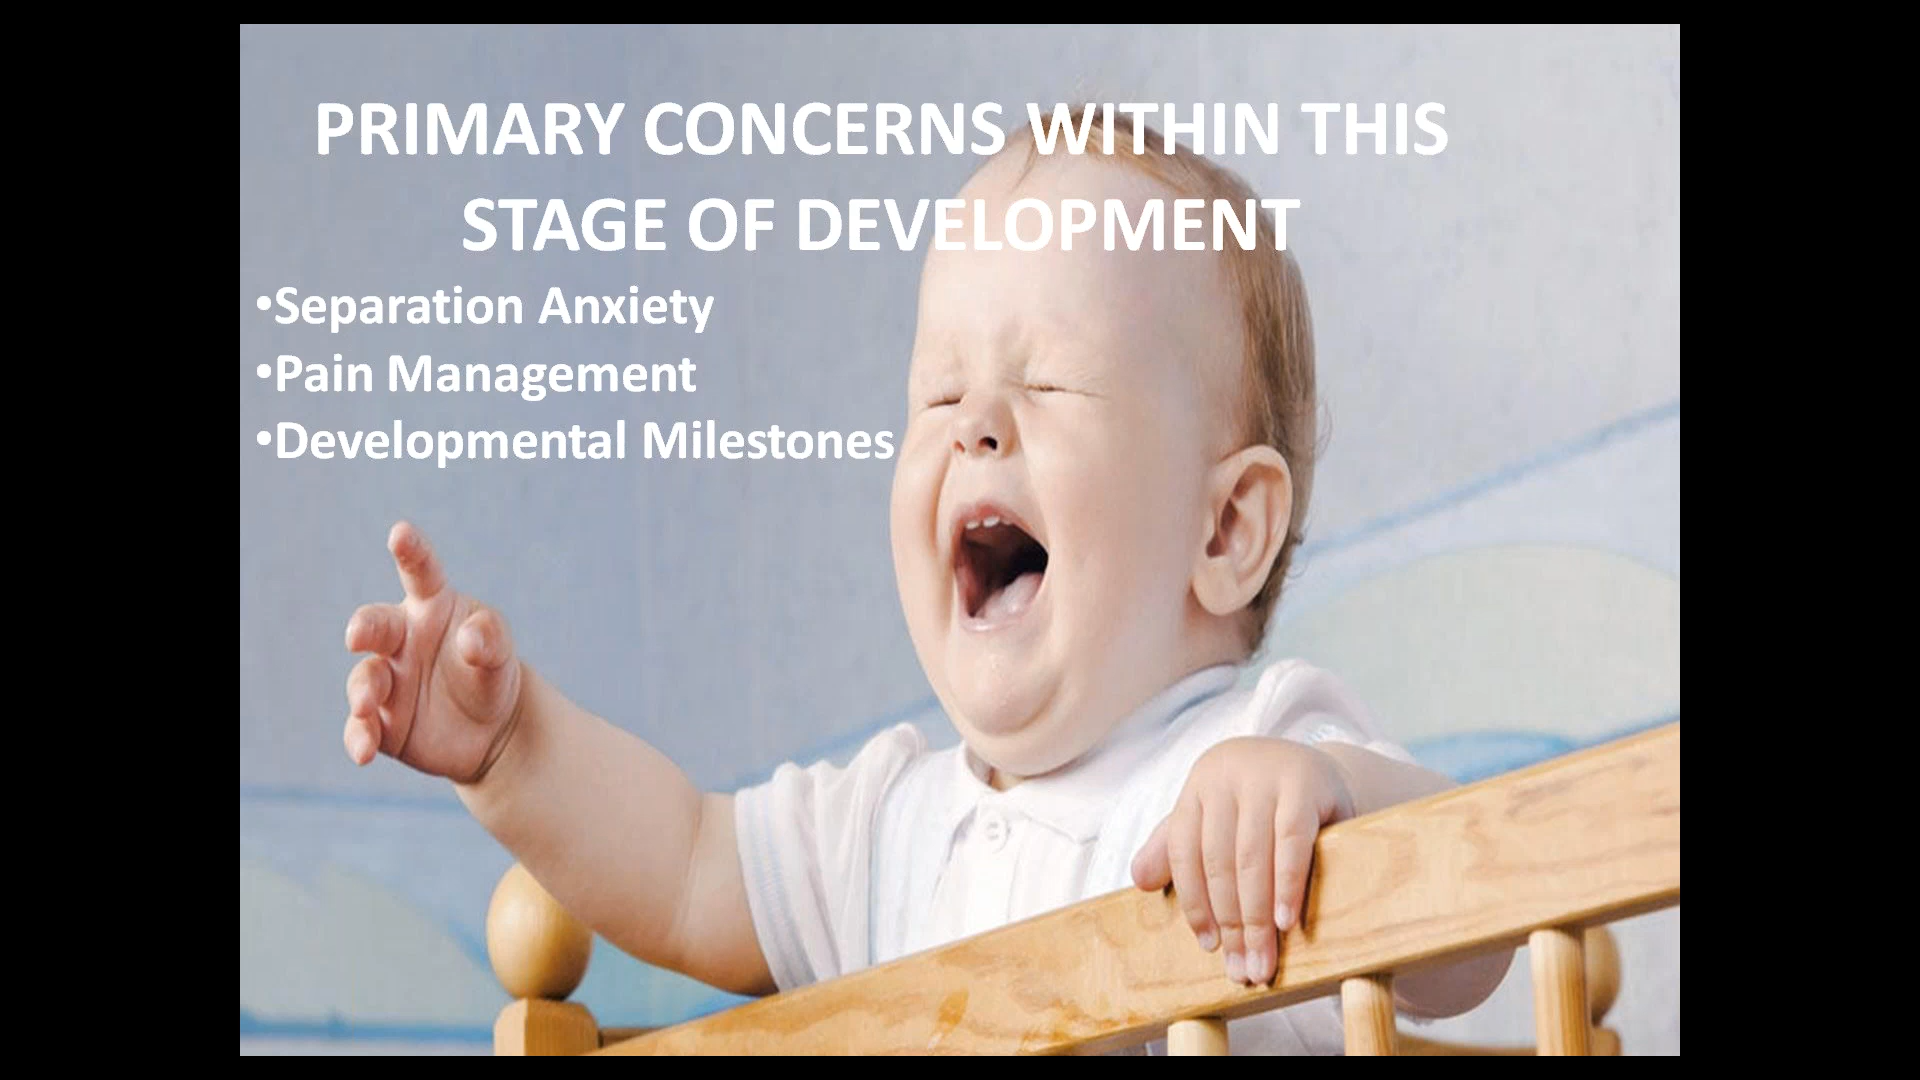 PRIMARY CONCERNS WITHIN THIS
STAGE OF DEVELOPMENT
•Separation Anxiety
•Pain Management
•Developmental Milestones